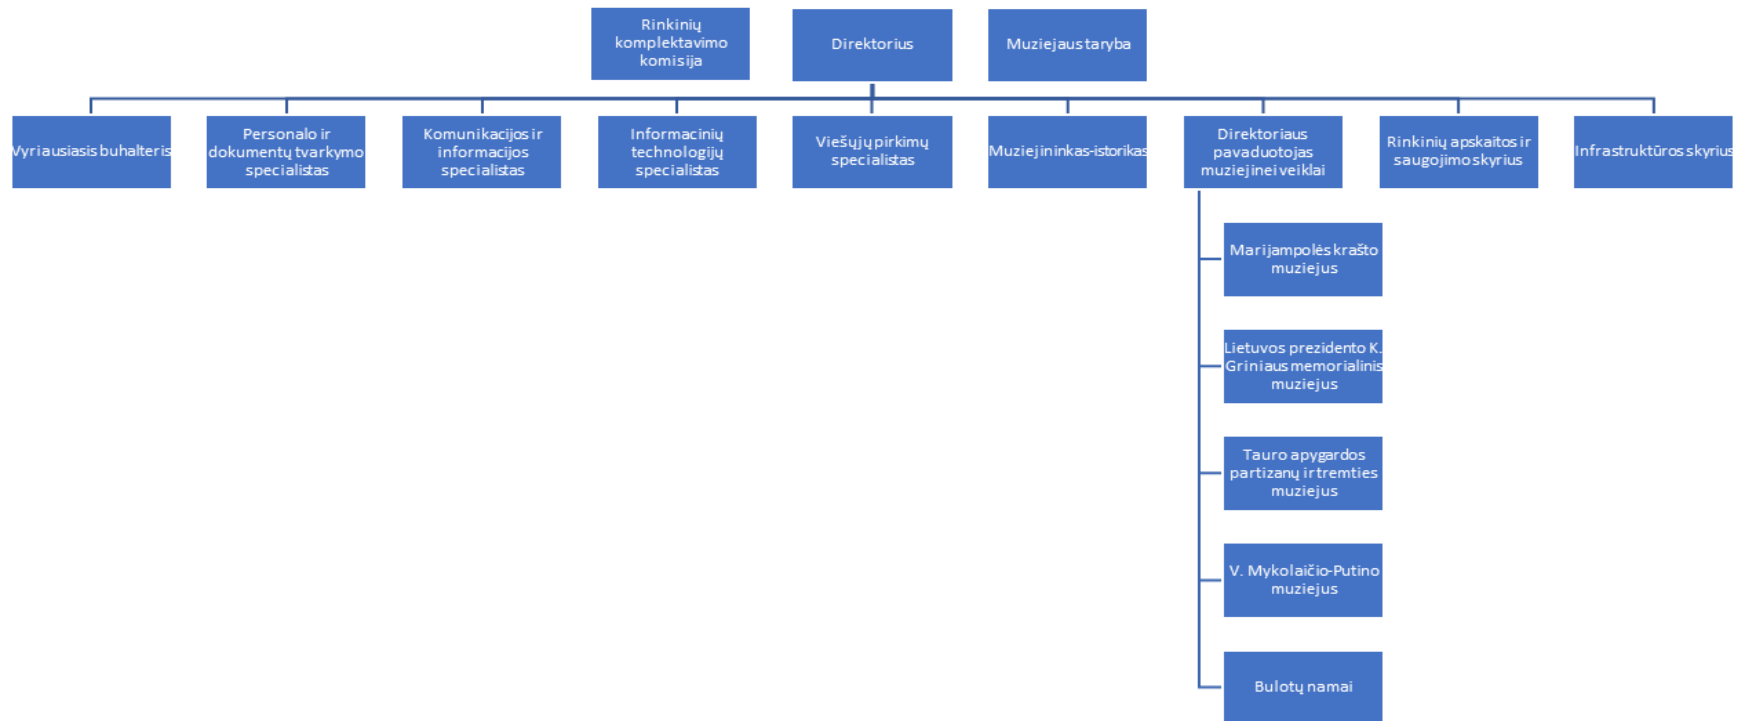 Rinkinių
komplektavimo
komisija
Direktorius
Muziejaus taryba
Vyriausiasis buhalteris
Personalo ir
dokumentų tvarkymo
specialistas
Komunikacijos ir
informacijos
specialistas
Informacinių
technologijų
specialistas
Viešųjų pirkimų
specialistas
Muziejininkas-istorikas
Direktoriaus
pavaduotojas
muziejinei veiklai
Rinkinių apskaitos ir
saugojimo skyrius
Infrastruktūros skyrius
Marijampolės krašto
muziejus
Lietuvos prezidento K.
Griniaus memorialinis
muziejus
Tauro apygardos
partizanų ir tremties
muziejus
V. Mykolaičio-Putino
muziejus
Bulotų namai